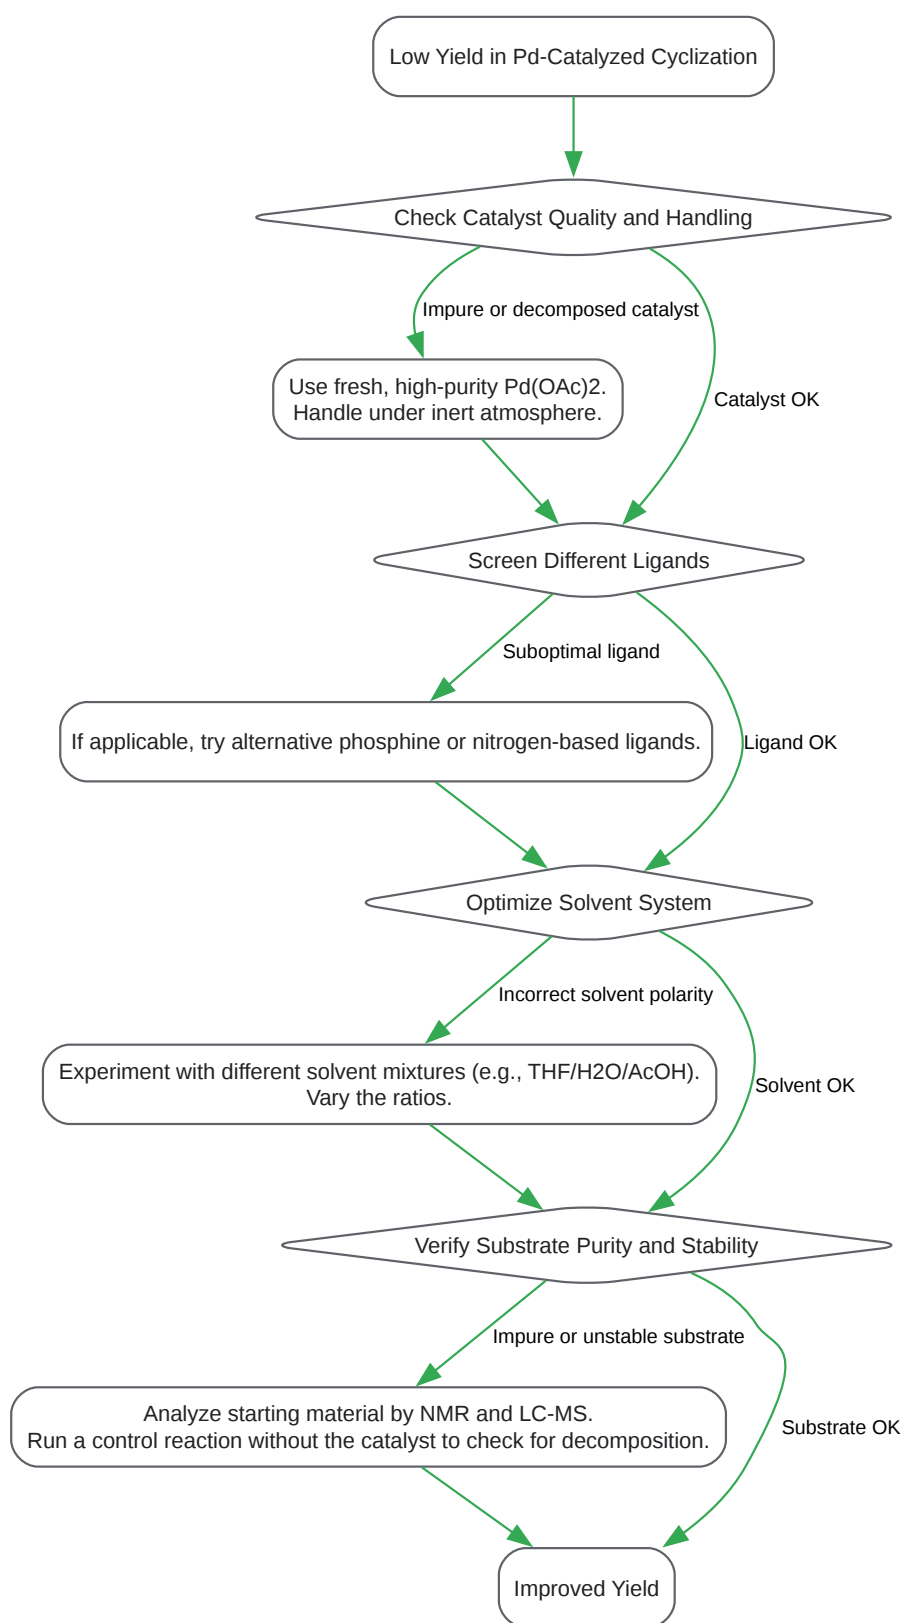 Low Yield in Pd-Catalyzed Cyclization
Check Catalyst Quality and Handling
Impure or decomposed catalyst
Use fresh, high-purity Pd(OAc)2.
Handle under inert atmosphere.
Catalyst OK
Screen Different Ligands
Suboptimal ligand
If applicable, try alternative phosphine or nitrogen-based ligands.
Ligand OK
Optimize Solvent System
Incorrect solvent polarity
Experiment with different solvent mixtures (e.g., THF/H2O/AcOH).
Vary the ratios.
Solvent OK
Verify Substrate Purity and Stability
Impure or unstable substrate
Analyze starting material by NMR and LC-MS.
Run a control reaction without the catalyst to check for decomposition.
Substrate OK
Improved Yield